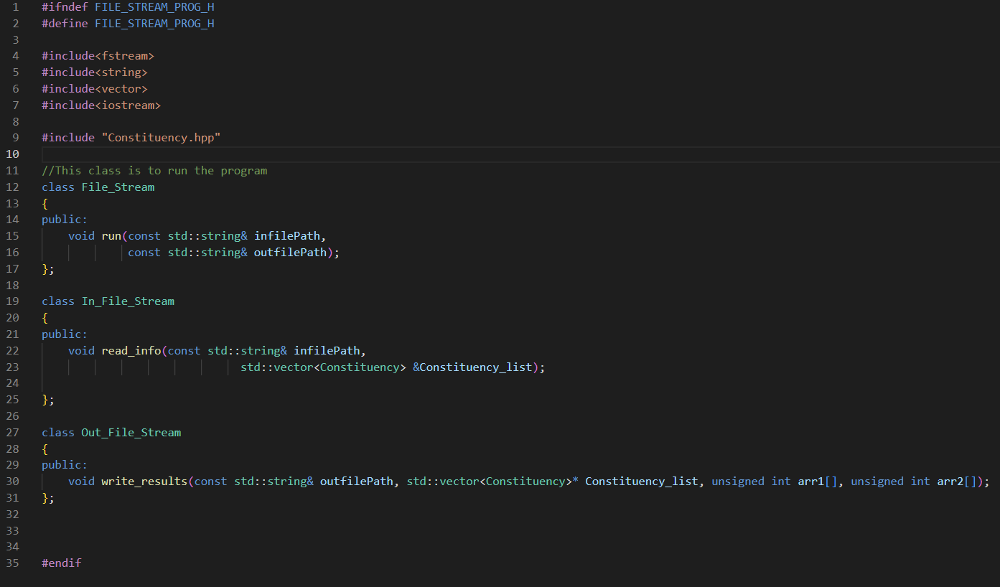 1 #ifndef FILE_STREAM_PROG_H
2 #define FILE_STREAM_PROG_H
3
4 #include<fstream>
5 #include<string>
6 #include<vector>
7 #include<iostream>
8
9 #include "Constituency.hpp"
10
11 //This class is to run the program
12 class File_Stream
13 {
14 public:
15     void run(const std::string& infilePath,
16              const std::string& outfilePath);
17 };
18
19 class In_File_Stream
20 {
21 public:
22     void read_info(const std::string& infilePath,
23                               std::vector<Constituency> &Constituency_list);
24
25 };
26
27 class Out_File_Stream
28 {
29 public:
30     void write_results(const std::string& outfilePath, std::vector<Constituency>* Constituency_list, unsigned int arr1[], unsigned int arr2[]);
31 };
32
33
34
35 #endif